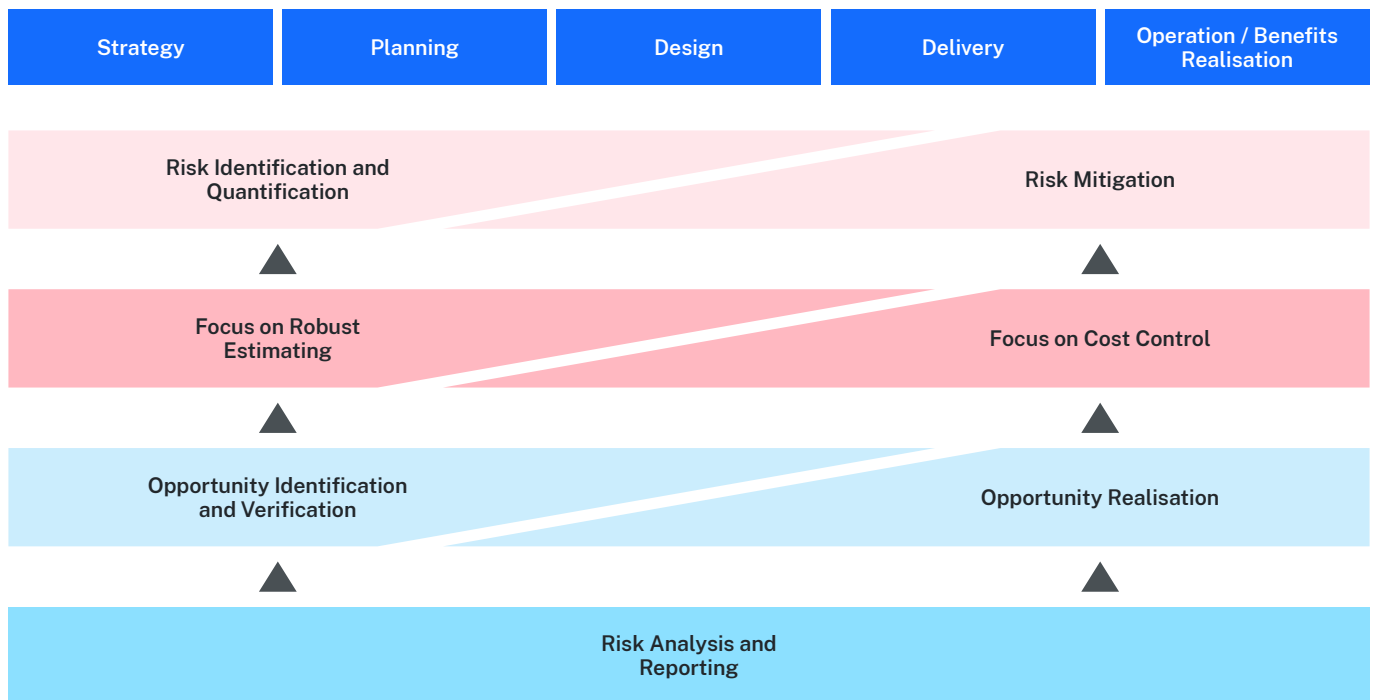 Strategy
Planning
Design
Delivery
Operation / Benefits
Realisation
Risk Identification and
Quantification
Risk Mitigation
Focus on Robust
Estimating
Focus on Cost Control
Opportunity Identification
and Verification
Opportunity Realisation
Risk Analysis and
Reporting